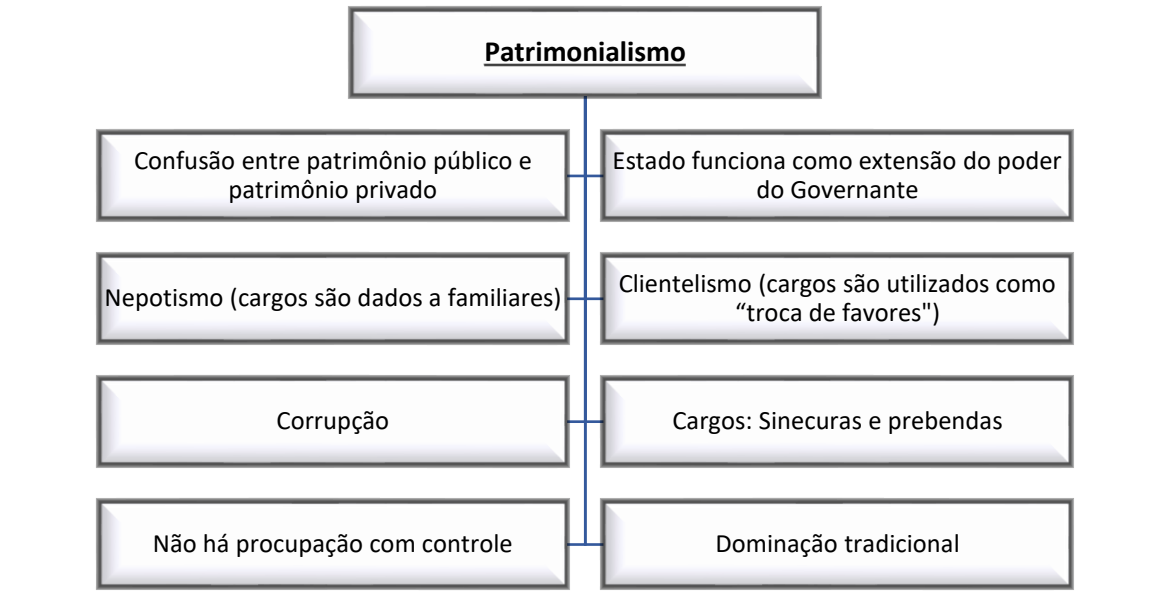 Patrimonialismo
Confusão entre patrimônio público e
patrimônio privado
Estado funciona como extensão do poder
do Governante
Nepotismo (cargos são dados a familiares)
Clientelismo (cargos são utilizados como
“troca de favores")
Corrupção
Cargos: Sinecuras e prebendas
Não há procupação com controle
Dominação tradicional